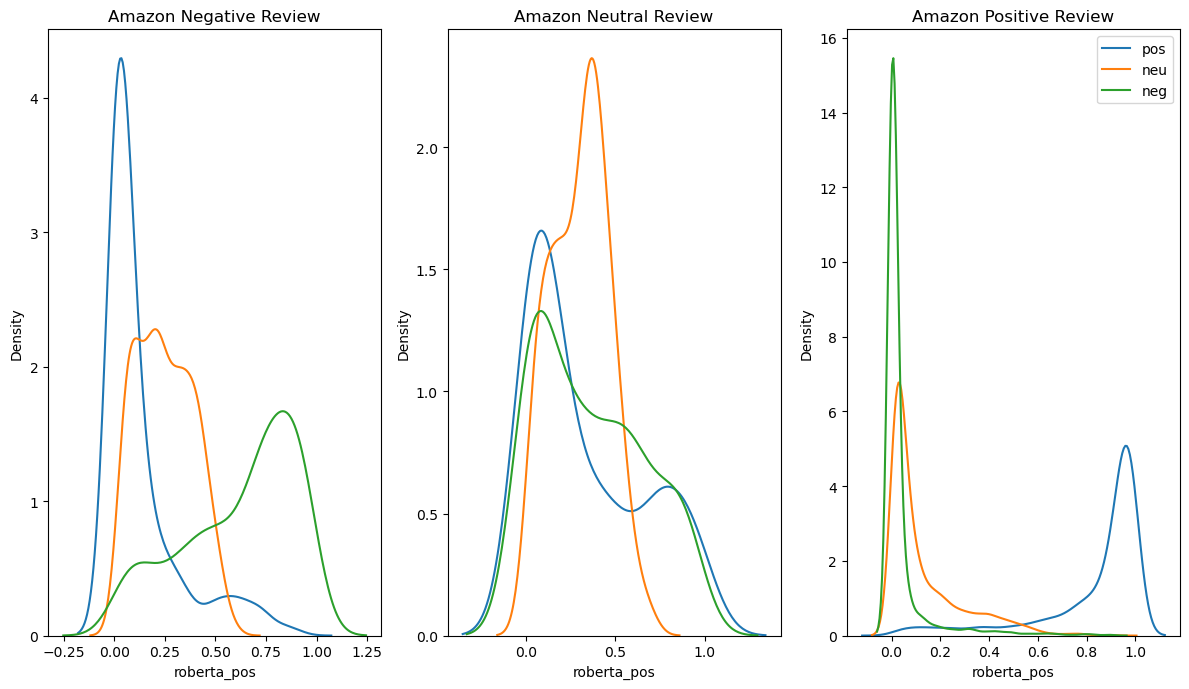 Amazon Negative Review
Amazon Neutral Review
Amazon Positive Review
Density
4
3
2
1
0
−0.25 0.00 0.25 0.50 0.75 1.00 1.25
roberta_pos
Density
2.0
1.5
1.0
0.5
0.0
0.0 0.5 1.0
roberta_pos
Density
16
14
12
10
8
6
4
2
0
0.0 0.2 0.4 0.6 0.8 1.0
roberta_pos
pos
neu
neg